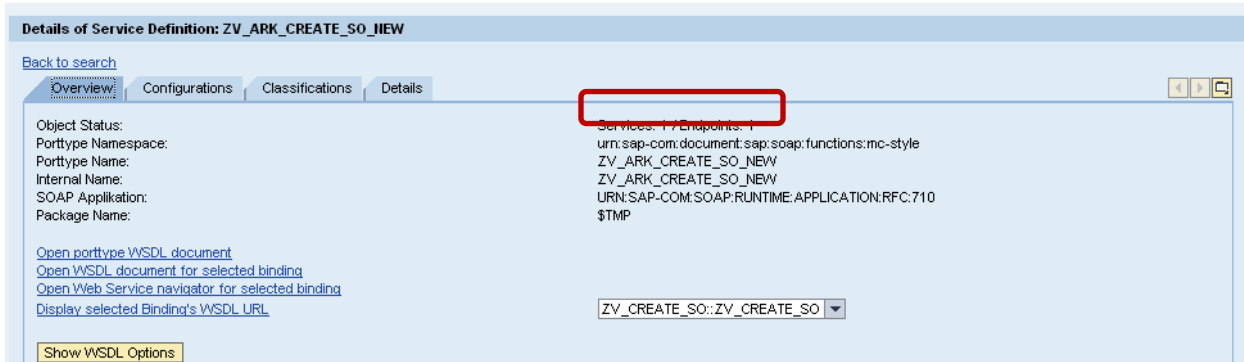 Details of Service Definition: ZV_ARK_CREATE_SO_NEW
Back to search
Overview Configurations Classifications Details
Object Status: Services: 1 / Endpoints: 1
Porttype Namespace: urn:sap-com:document:sap:soap:functions:mc-style
Porttype Name: ZV_ARK_CREATE_SO_NEW
Internal Name: ZV_ARK_CREATE_SO_NEW
SOAP Applikation: URN:SAP-COM:SOAP:RUNTIME:APPLICATION:RFC:710
Package Name: $TMP
Open porttype WSDL document
Open WSDL document for selected binding
Open Web Service navigator for selected binding
Display selected Binding's WSDL URL ZV_CREATE_SO::ZV_CREATE_SO
Show WSDL Options